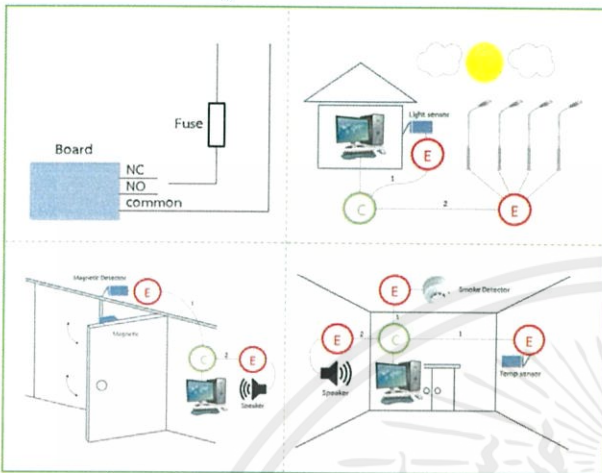 Fuse
Board
NC
NO
common
Light sensor
E
1
C
2
E
Magnetic Detector
E
Magnets
1
C
2
E
Speaker
E
Smoke Detector
1
E
2
C
1
E
Speaker
Temp sensor